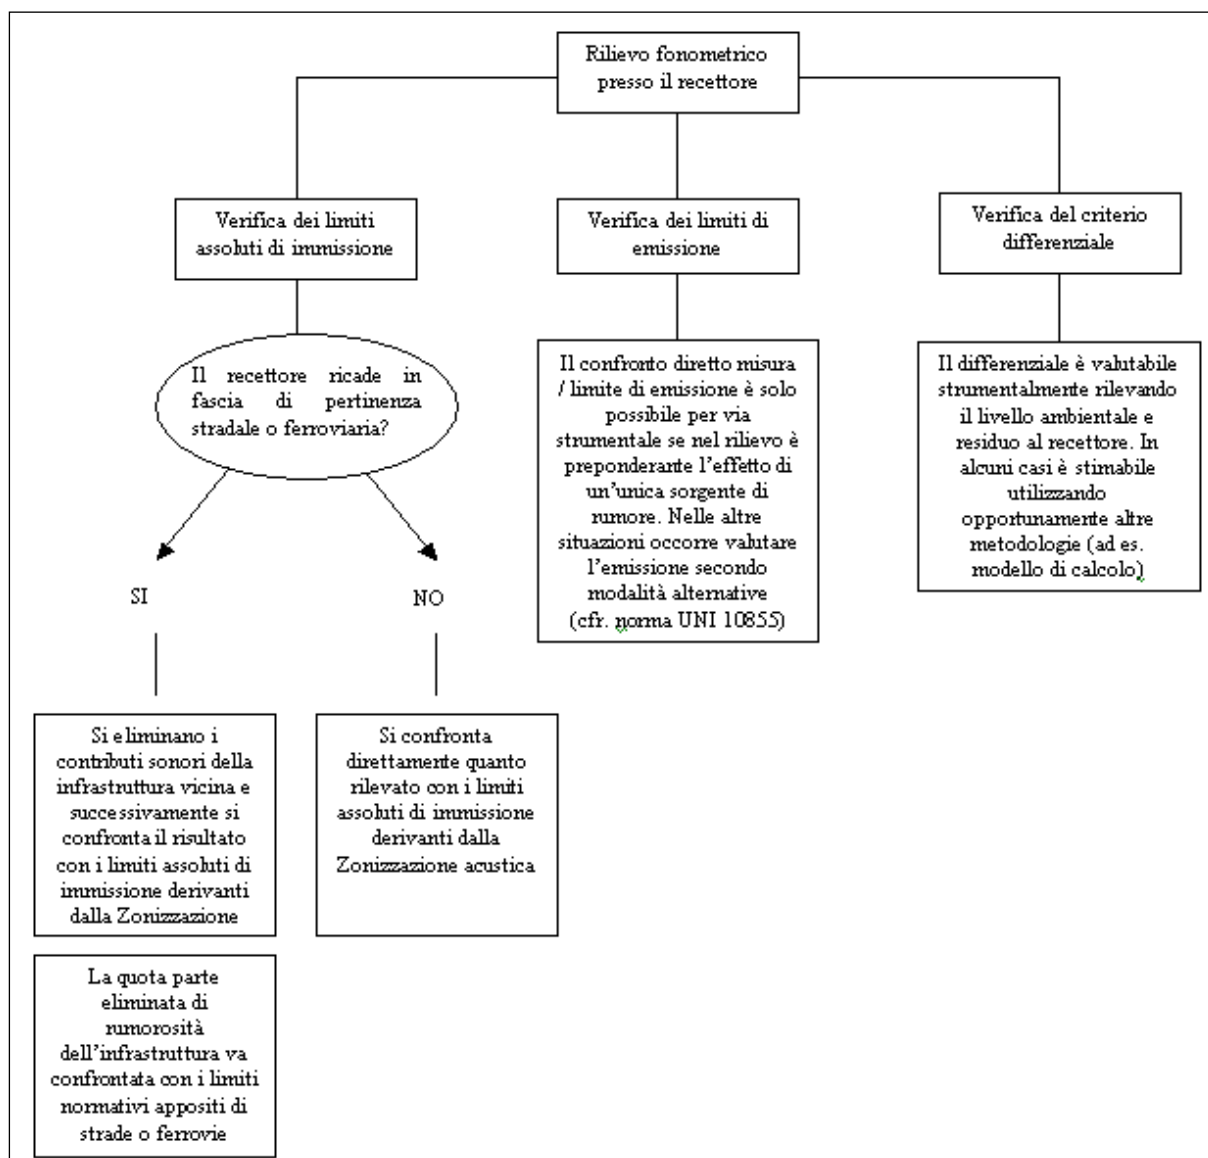 Rilievo fonometrico
presso il recettore
Verifica dei limiti
assoluti di immissione
Verifica dei limiti di
emissione
Verifica del criterio
differenziale
Il recettore ricade in
fascia di pertinenza
stradale o ferroviaria?
Il confronto diretto misura
/ limite di emissione è solo
possibile per via
strumentale se nel rilievo è
preponderante l'effetto di
un'unica sorgente di
rumore. Nelle altre
situazioni occorre valutare
l'emissione secondo
modalità alternative
(cfr. norma UNI 10855)
Il differenziale è valutabile
strumentalmente rilevando
il livello ambientale e
residuo al recettore. In
alcuni casi è stimabile
utilizzando
opportunamente altre
metodologie (ad es.
modello di calcolo)
SI
NO
Si eliminano i
contributi sonori della
infrastruttura vicina e
successivamente si
confronta il risultato
con i limiti assoluti di
immissione derivanti
dalla Zonizzazione
Si confronta
direttamente quanto
rilevato con i limiti
assoluti di immissione
derivanti dalla
Zonizzazione acustica
La quota parte
eliminata di
rumorosità
dell'infrastruttura va
confrontata con i limiti
normativi appositi di
strade o ferrovie